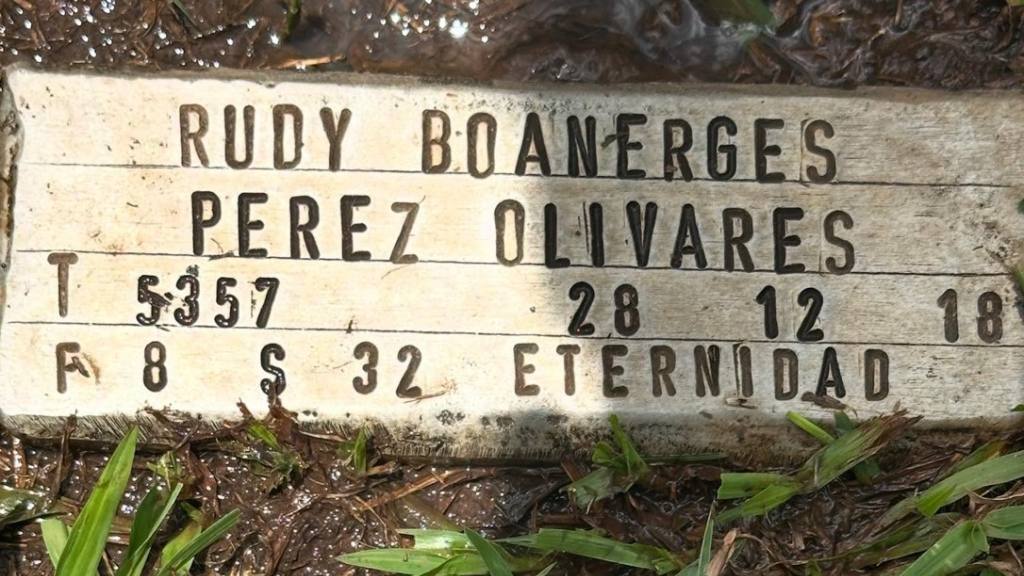 RUDY BOANERGES
PEREZ OLIVARES
T 5357 28 12 18
F 8 S 32 ETERNIDAD